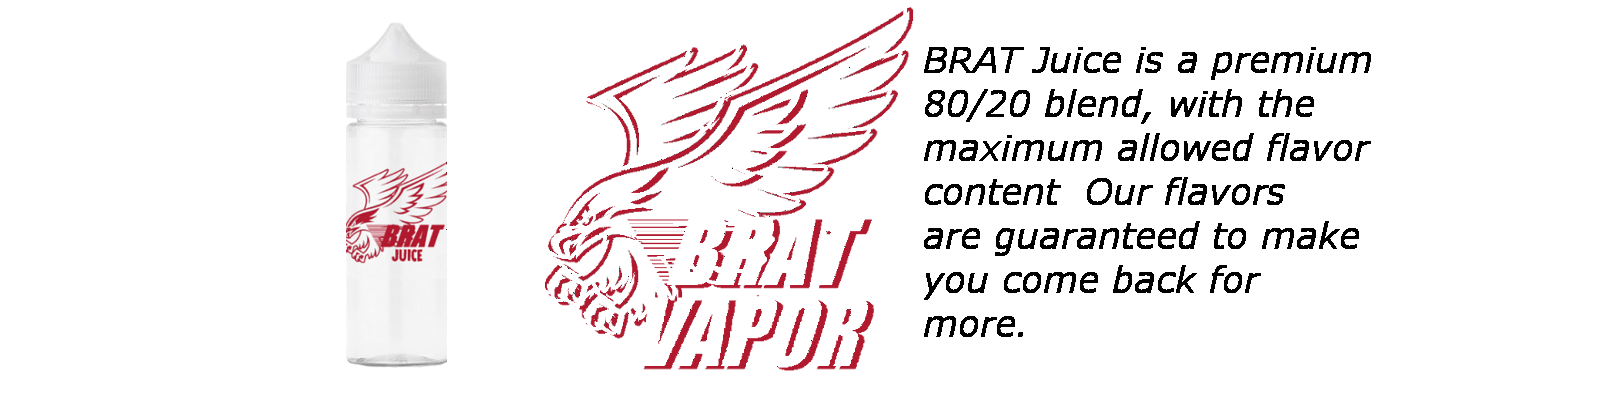 BRAT
JUICE
BRAT
VAPOR
BRAT Juice is a premium
80/20 blend, with the
maximum allowed flavor
content  Our flavors
are guaranteed to make
you come back for
more.